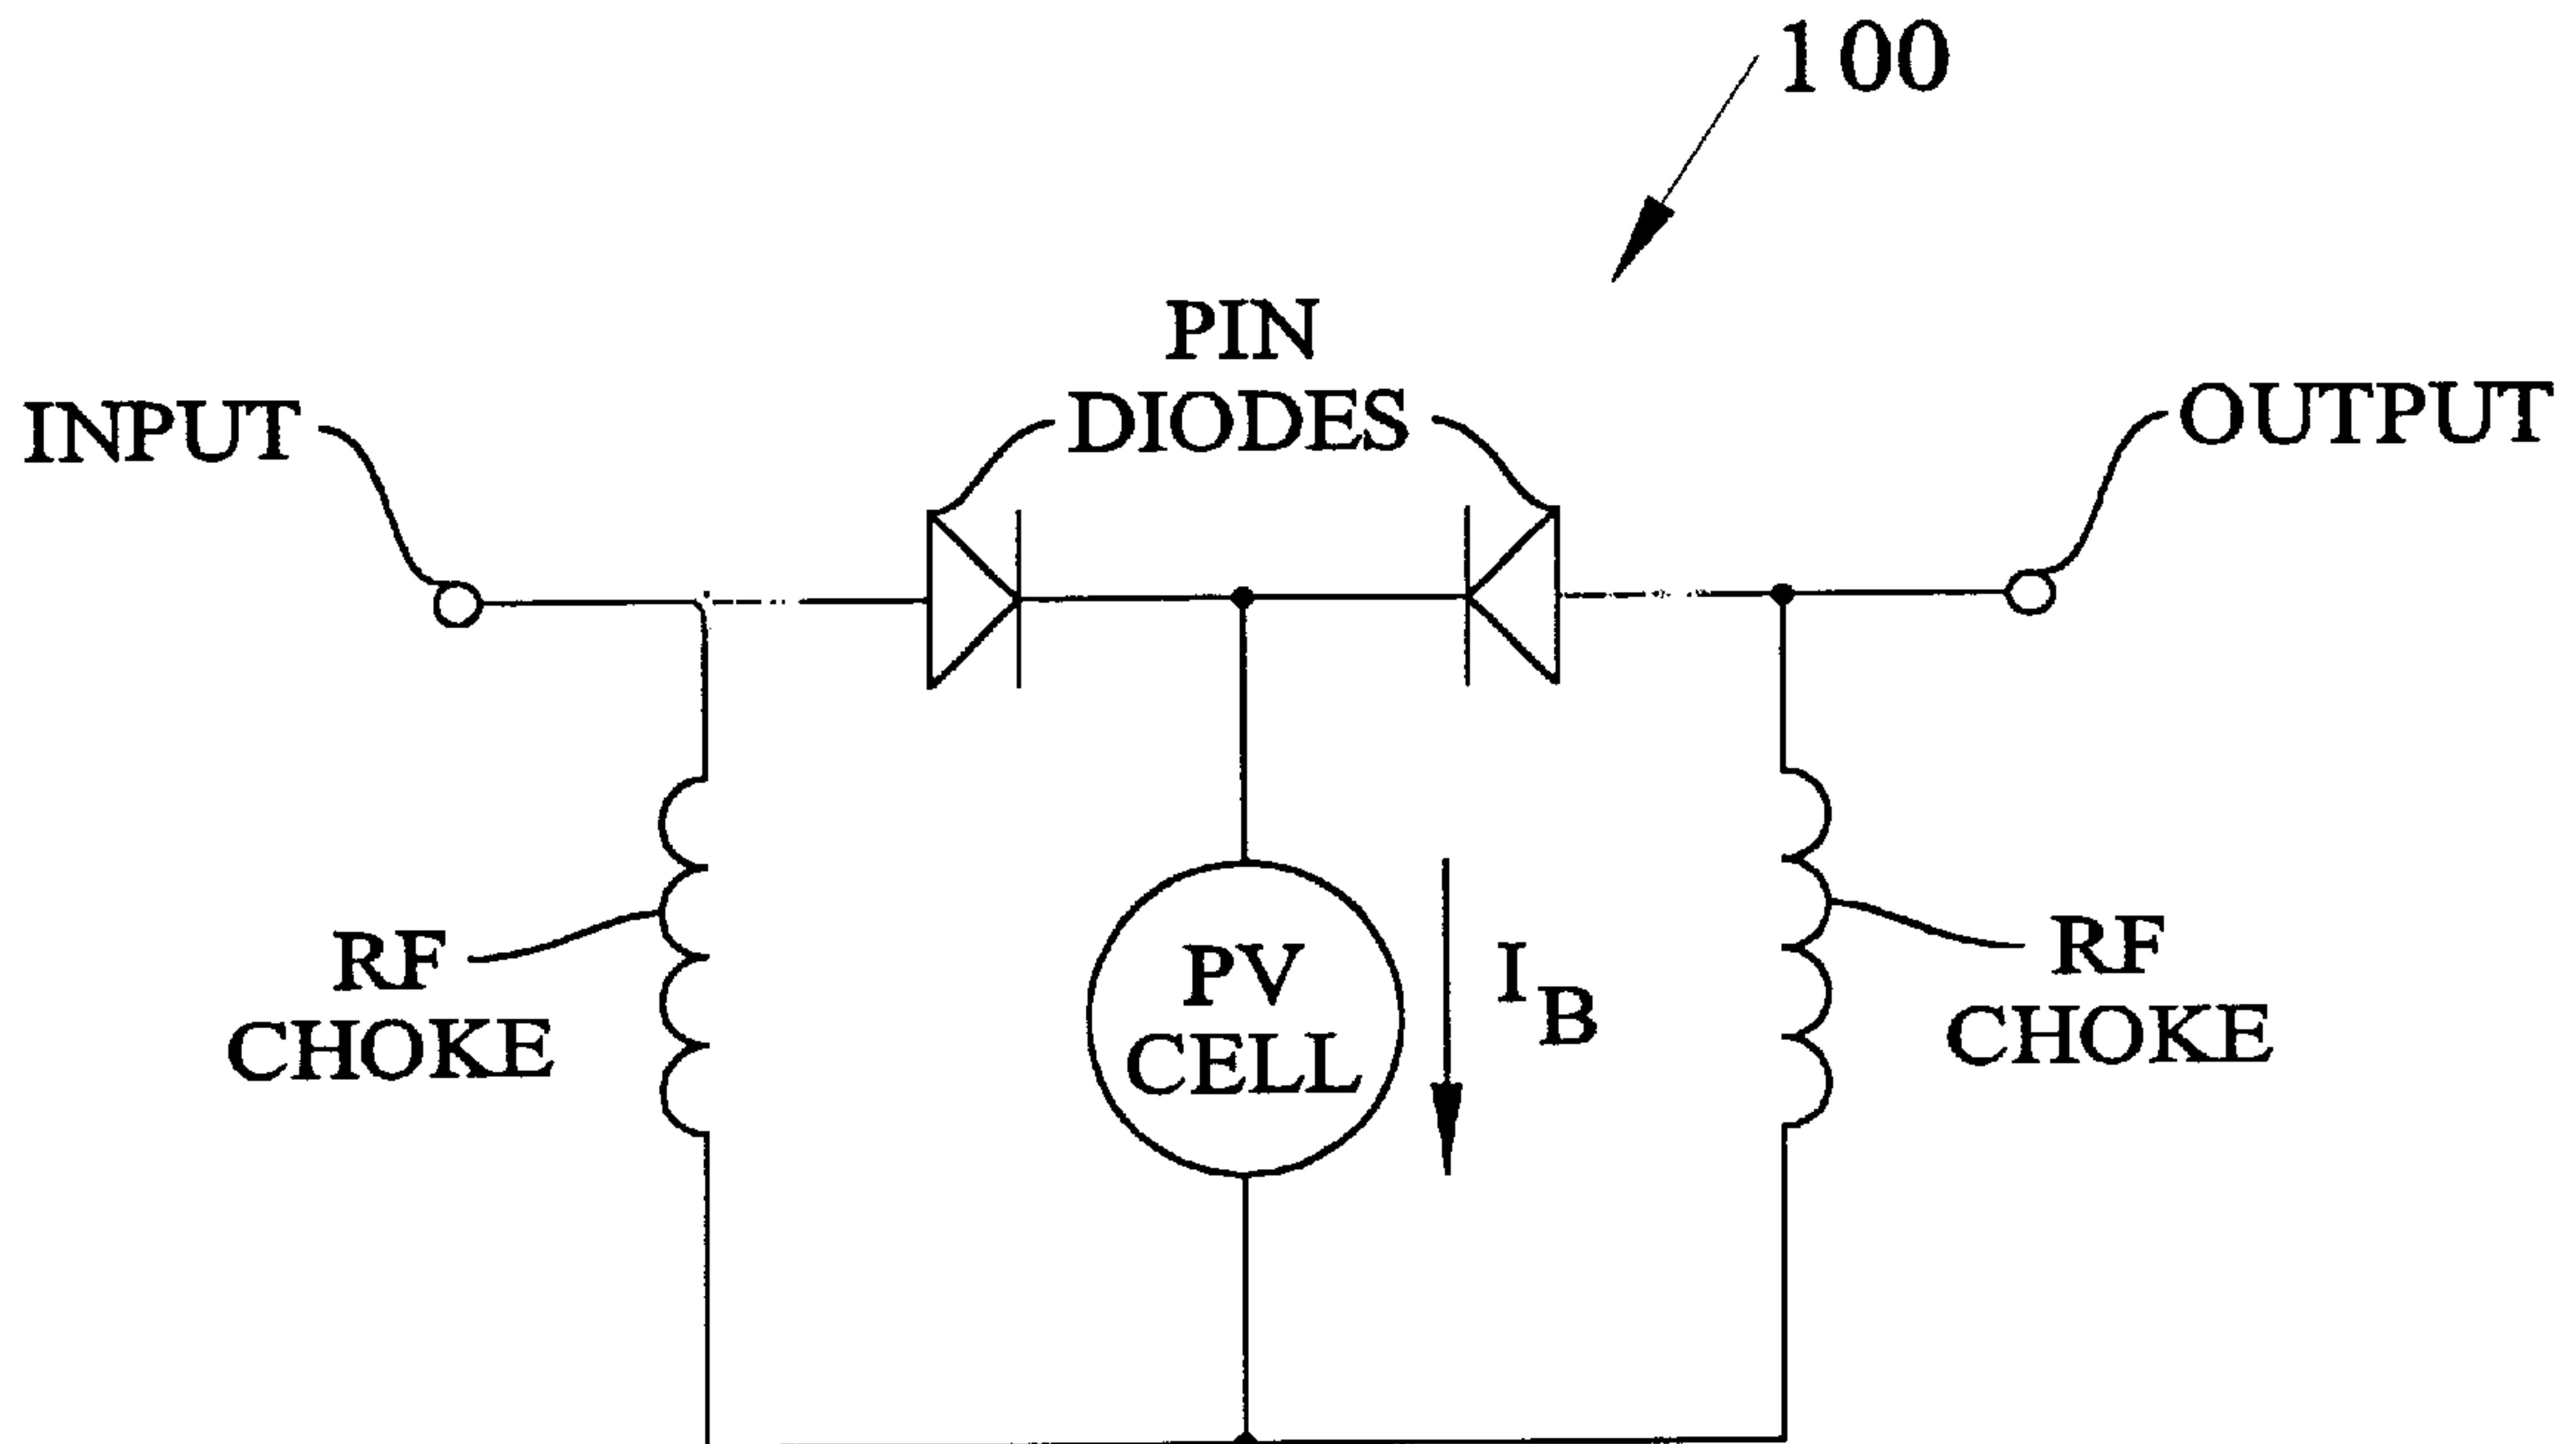 100
PIN
DIODES
INPUT
OUTPUT
RF
CHOKE
PV
CELL
I B
RF
CHOKE